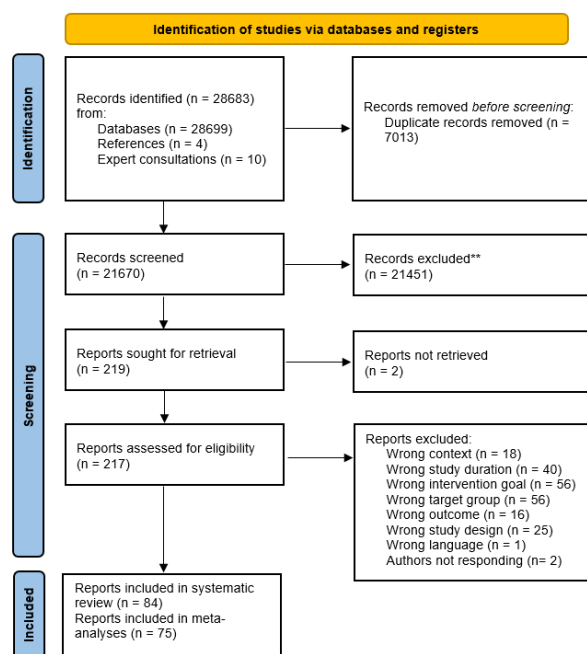 Identification of studies via databases and registers
Identification
Records identified (n = 28683)
from:
Databases (n = 28699)
References (n = 4)
Expert consultations (n = 10)
Records removed before screening:
Duplicate records removed (n =
7013)
Screening
Records screened
(n = 21670)
Records excluded**
(n = 21451)
Reports sought for retrieval
(n = 219)
Reports not retrieved
(n = 2)
Reports assessed for eligibility
(n = 217)
Reports excluded:
Wrong context (n = 18)
Wrong study duration (n = 40)
Wrong intervention goal (n = 56)
Wrong target group (n = 56)
Wrong outcome (n = 16)
Wrong study design (n = 25)
Wrong language (n = 1)
Authors not responding (n= 2)
Included
Reports included in systematic
review (n = 84)
Reports included in meta-
analyses (n = 75)